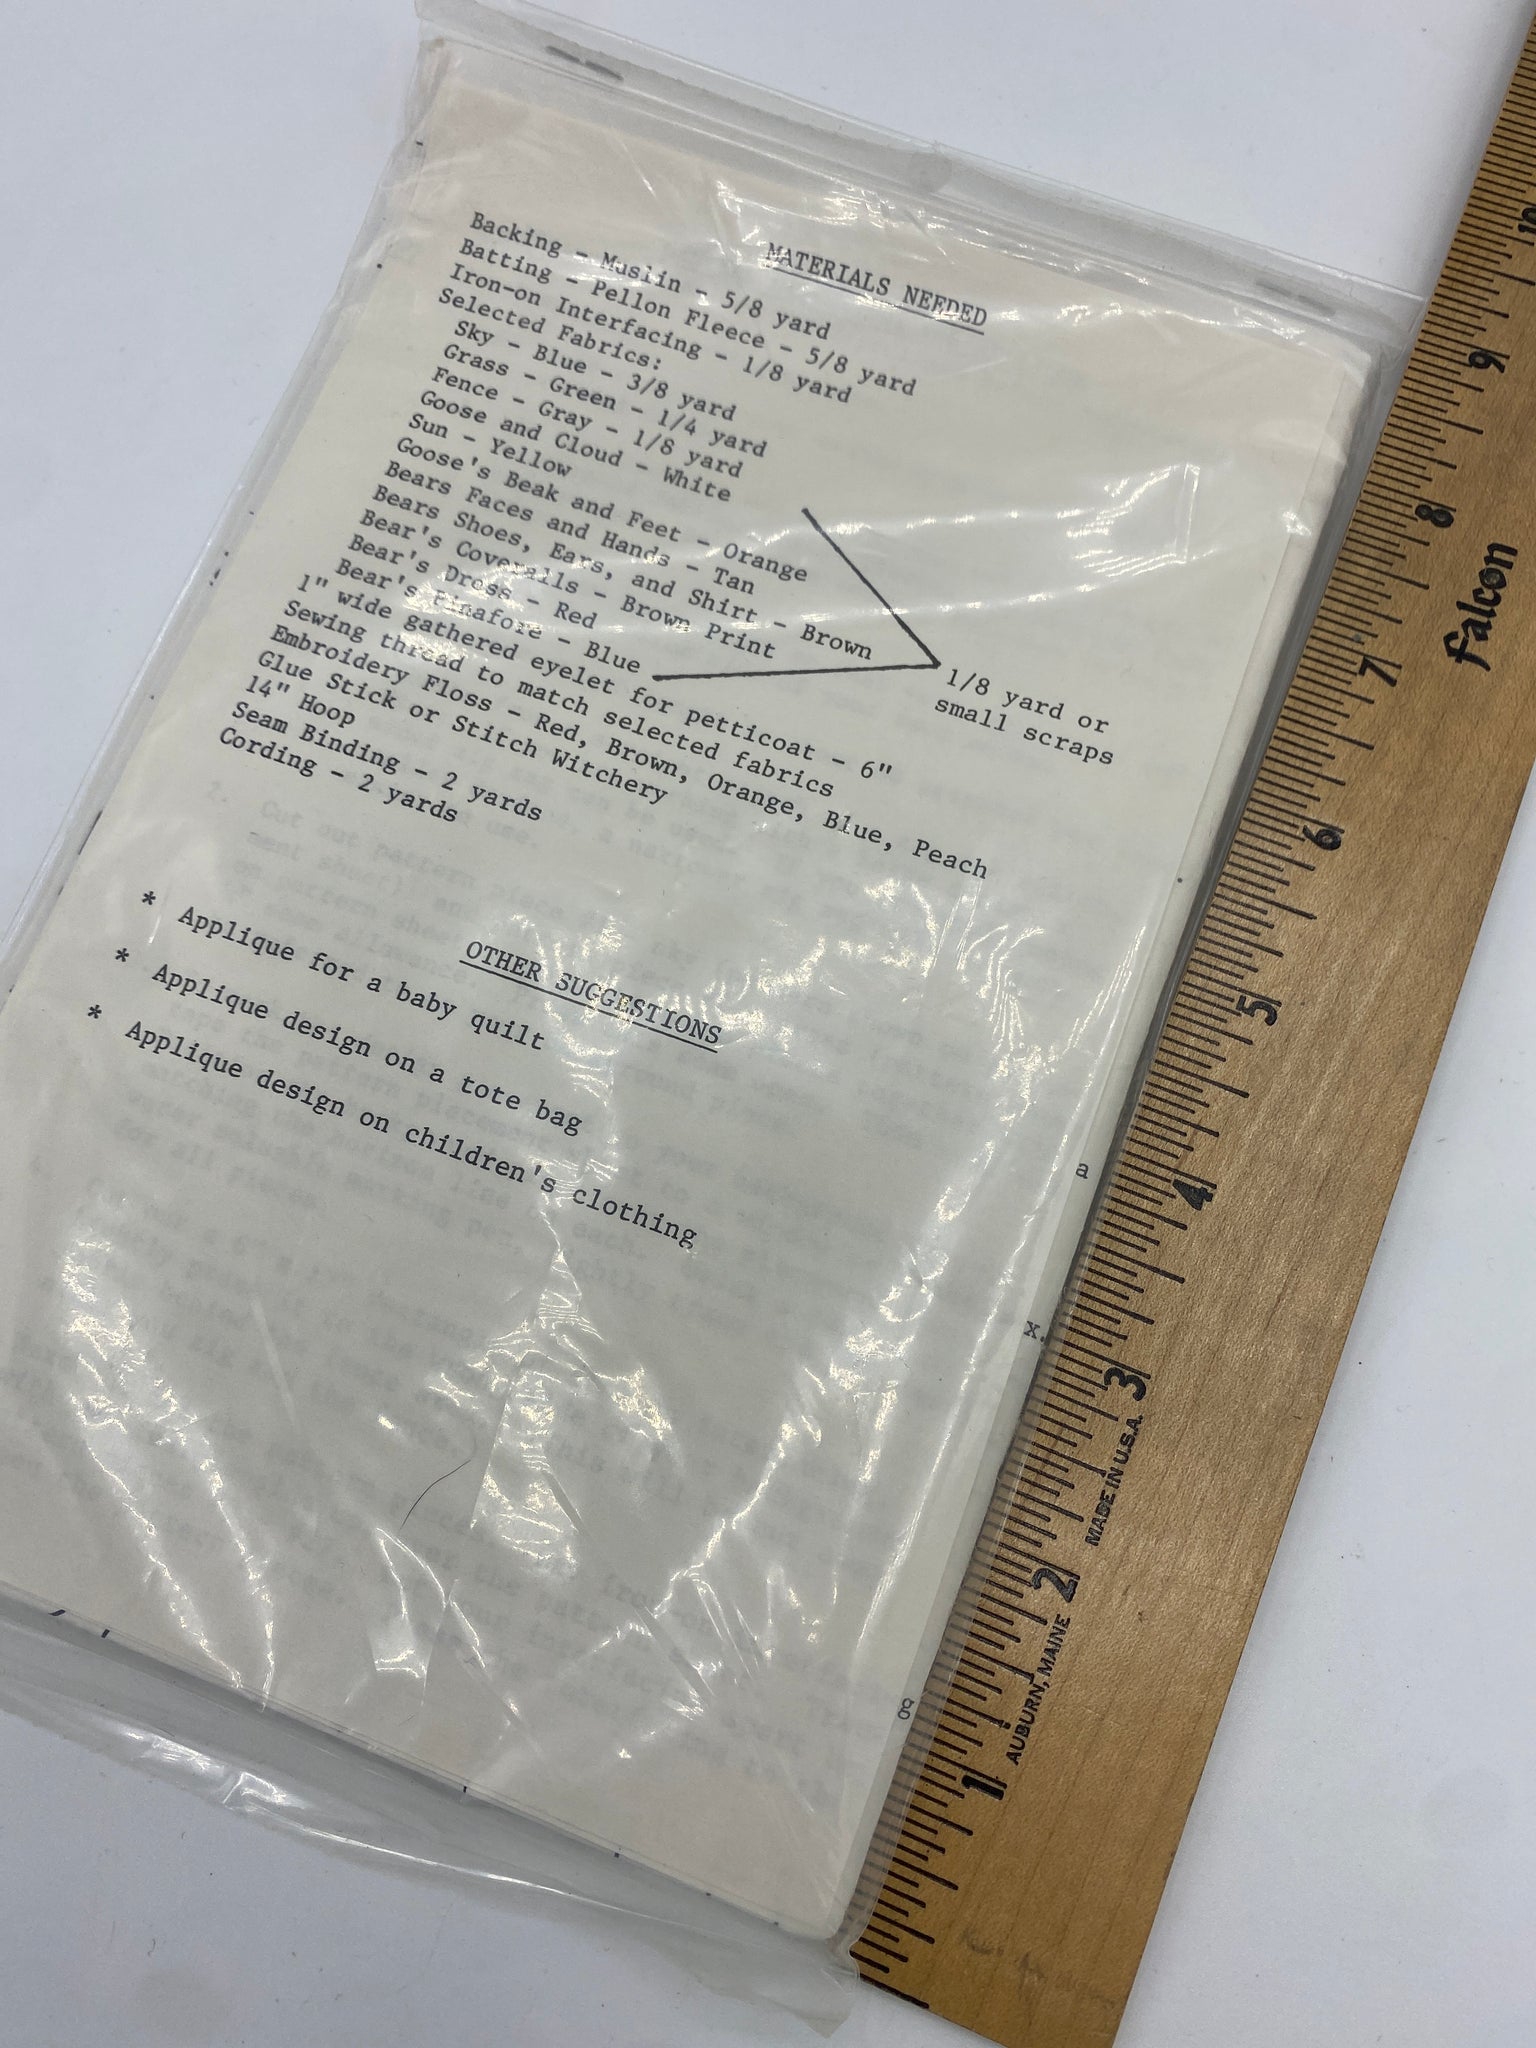 MATERIALS NEEDED
Backing - Muslin - 5/8 yard
Batting - Pellon Fleece - 5/8 yard
Iron-on Interfacing - 1/8 yard
Selected Fabrics:
Sky - Blue - 3/8 yard
Grass - Green - 1/4 yard
Fence - Gray - 1/8 yard
Goose and Cloud - White
Sun - Yellow
Goose's Beak and Feet - Orange
Bears Faces and Hands - Tan
Bears Shoes, Ears, and Shirt - Brown
Bear's Coveralls - Brown Print
Bear's Dress - Red
Bear's Pinafore - Blue
1/8 yard or
small scraps
1" wide gathered eyelet for petticoat - 6"
Sewing thread to match selected fabrics
Embroidery Floss - Red, Brown, Orange, Blue, Peach
Glue Stick or Stitch Witchery
14" Hoop
Seam Binding - 2 yards
Cording - 2 yards
OTHER SUGGESTIONS
* Applique for a baby quilt
* Applique design on a tote bag
* Applique design on children's clothing
a
x.
8
1 2 3 4 5 6 7 8 9 10
AUBURN, MAINE
MADE IN U.S.A.
falcon